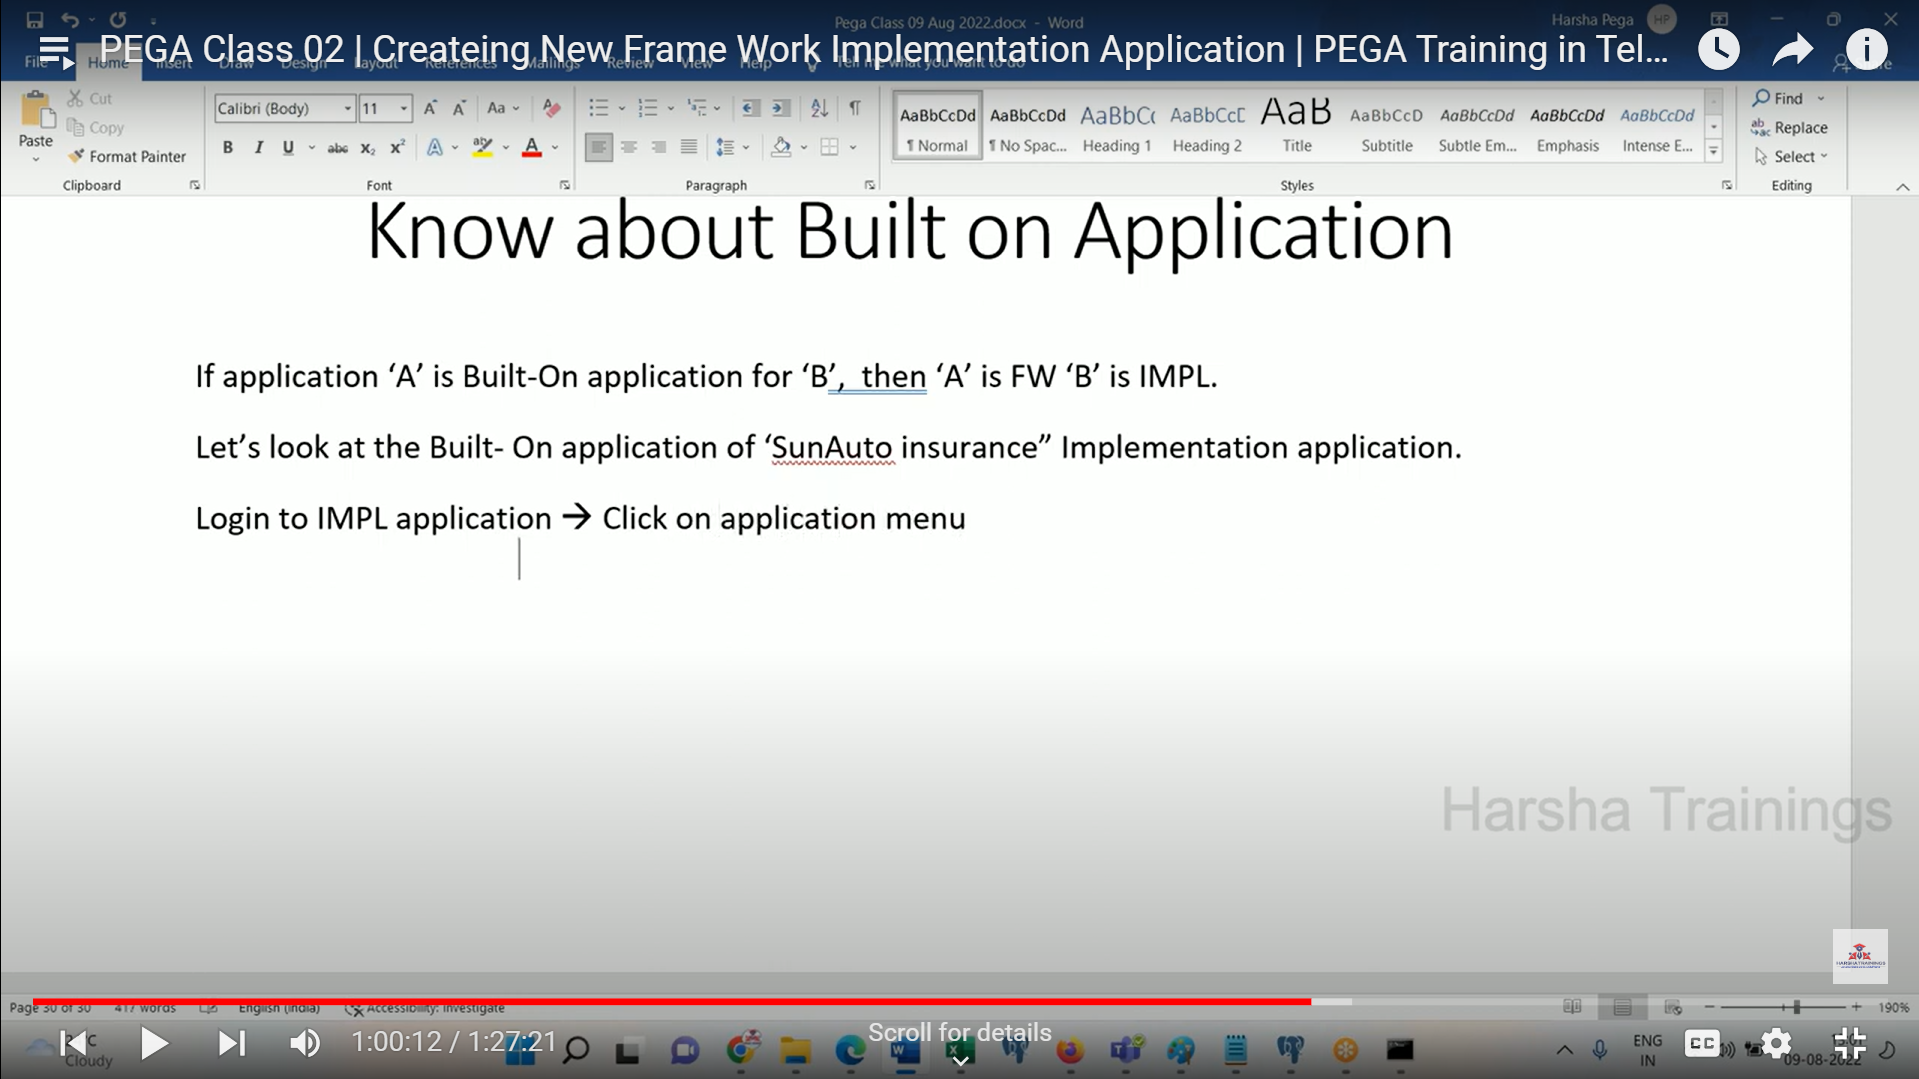 Pega Class 09 Aug 2022.docx - Word
Harsha Pega HP
PEGA Class 02 | Createing New Frame Work Implementation Application | PEGA Training in Tel...
File Home Insert Draw Design Layout References Mailings Review View Help Tell me what you want to do
Paste
Cut
Copy
Format Painter
Clipboard
Calibri (Body) 11
Font
Paragraph
AaBbCcDd AaBbCcDd AaBbCc AaBbCcD AaB AaBbCcD AaBbCcDd AaBbCcDd AaBbCcDd
¶ Normal ¶ No Spac... Heading 1 Heading 2 Title Subtitle Subtle Em... Emphasis Intense E...
Styles
Find
Replace
Select
Editing
Know about Built on Application
If application ‘A’ is Built-On application for ‘B’, then ‘A’ is FW ‘B’ is IMPL.
Let’s look at the Built- On application of ‘SunAuto insurance” Implementation application.
Login to IMPL application → Click on application menu
Harsha Trainings
HARSHA TRAININGS
Page 30 of 30 417 words English (India) Accessibility: Investigate
190%
1:00:12 / 1:27:21
Scroll for details
Cloudy
ENG
IN
CC
09-08-2022